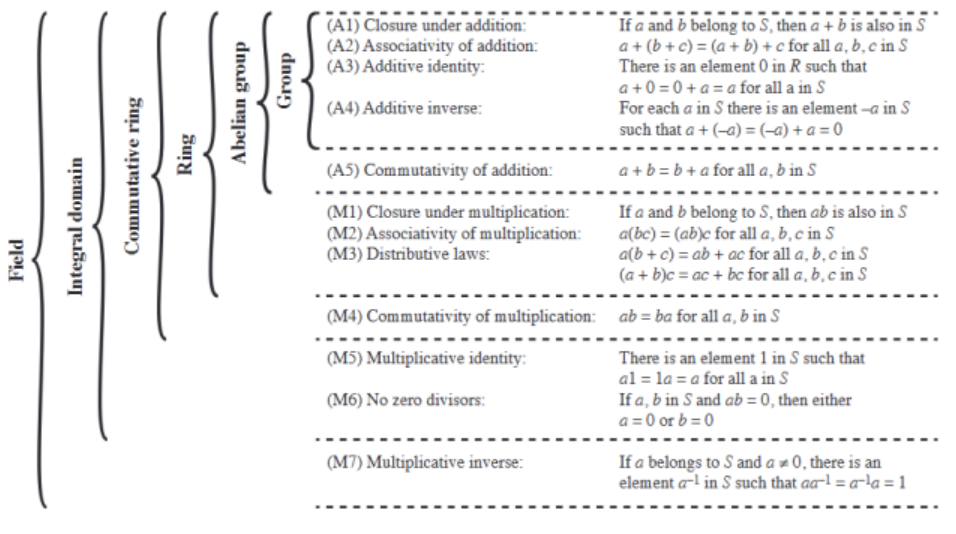 Field
Integral domain
Commutative ring
Ring
Abelian group
Group
(A1) Closure under addition: If a and b belong to S, then a + b is also in S
(A2) Associativity of addition: a + (b + c) = (a + b) + c for all a, b, c in S
(A3) Additive identity: There is an element 0 in R such that
a + 0 = 0 + a = a for all a in S
(A4) Additive inverse: For each a in S there is an element –a in S
such that a + (–a) = (–a) + a = 0
(A5) Commutativity of addition: a + b = b + a for all a, b in S
(M1) Closure under multiplication: If a and b belong to S, then ab is also in S
(M2) Associativity of multiplication: a(bc) = (ab)c for all a, b, c in S
(M3) Distributive laws: a(b + c) = ab + ac for all a, b, c in S
(a + b)c = ac + bc for all a, b, c in S
(M4) Commutativity of multiplication: ab = ba for all a, b in S
(M5) Multiplicative identity: There is an element 1 in S such that
a1 = 1a = a for all a in S
(M6) No zero divisors: If a, b in S and ab = 0, then either
a = 0 or b = 0
(M7) Multiplicative inverse: If a belongs to S and a ≠ 0, there is an
element a⁻¹ in S such that aa⁻¹ = a⁻¹a = 1